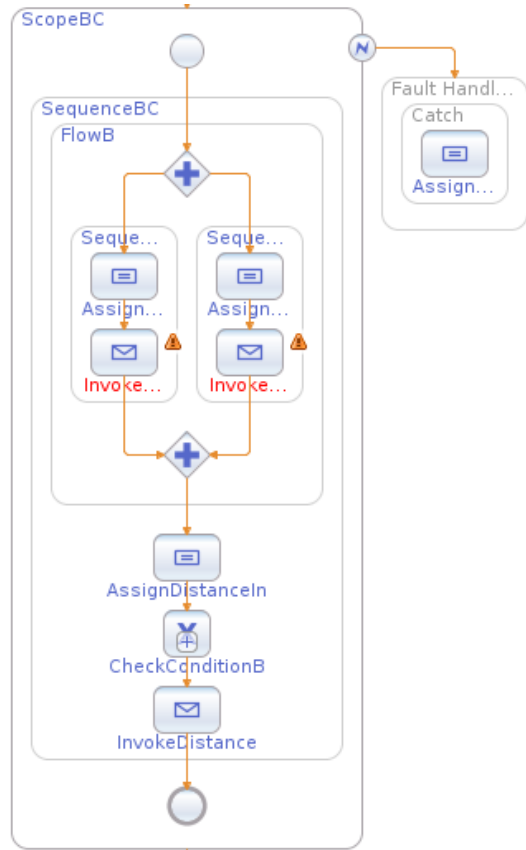 ScopeBC
Fault Handl...
SequenceBC
Catch
FlowB
Assign...
Seque...
Seque...
Assign...
Assign...
Invoke...
Invoke...
AssignDistanceIn
CheckConditionB
InvokeDistance